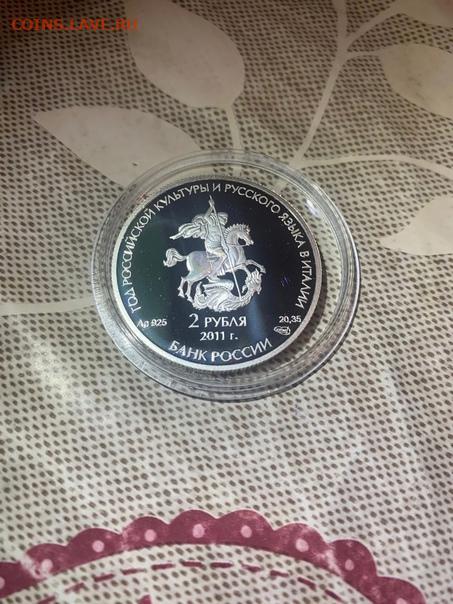 COINS.LAVE.RU
ГОД РОССИЙСКОЙ КУЛЬТУРЫ И РУССКОГО ЯЗЫКА В ИТАЛИИ
Ag 925
2 РУБЛЯ
20,35
2011 г.
БАНК РОССИИ